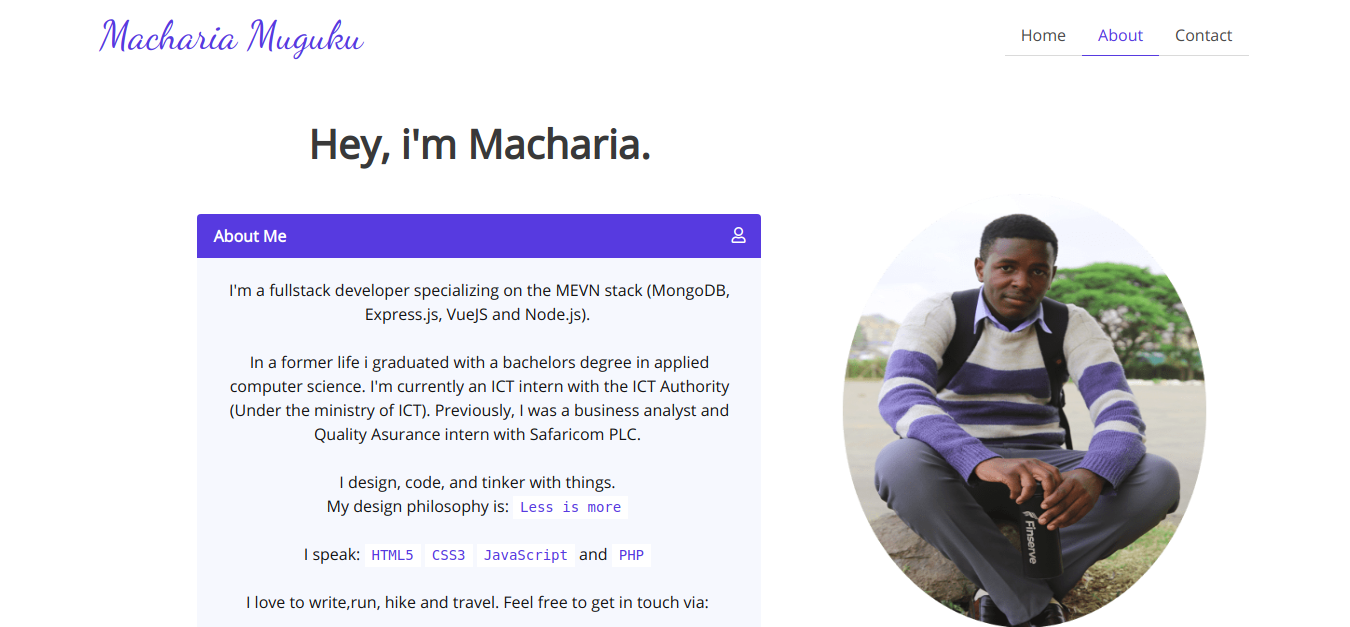 Macharia Muguku
Home About Contact
Hey, i'm Macharia.
About Me
I'm a fullstack developer specializing on the MEVN stack (MongoDB,
Express.js, VueJS and Node.js).
In a former life i graduated with a bachelors degree in applied
computer science. I'm currently an ICT intern with the ICT Authority
(Under the ministry of ICT). Previously, I was a business analyst and
Quality Asurance intern with Safaricom PLC.
I design, code, and tinker with things.
My design philosophy is: Less is more
I speak: HTML5 CSS3 JavaScript and PHP
I love to write,run, hike and travel. Feel free to get in touch via:
Finserve